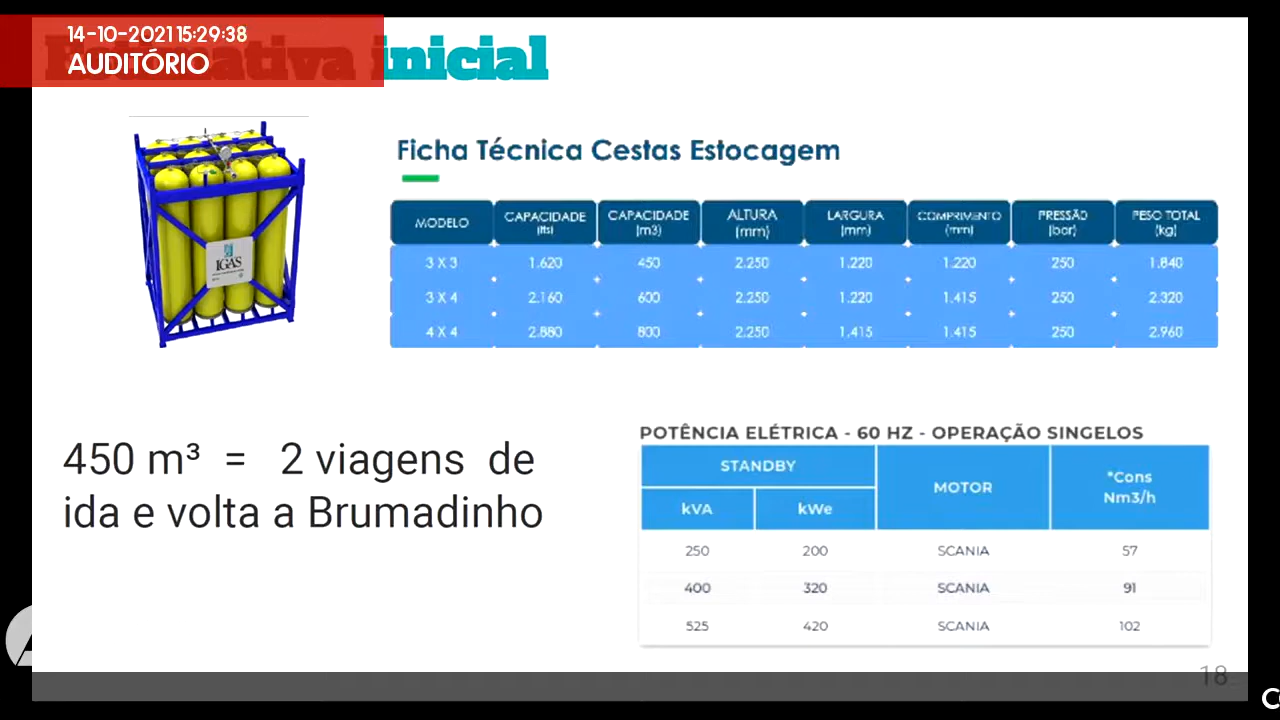 14-10-2021 15:29:38
AUDITÓRIO
Estimativa inicial
Ficha Técnica Cestas Estocagem
MODELO CAPACIDADE (lts) CAPACIDADE (m3) ALTURA (mm) LARGURA (mm) COMPRIMENTO (mm) PRESSÃO (bar) PESO TOTAL (kg)
3 X 3 1.620 450 2.250 1.220 1.220 250 1.840
3 X 4 2.160 600 2.250 1.220 1.415 250 2.320
4 X 4 2.880 800 2.250 1.415 1.415 250 2.960
IGAS
450 m³ = 2 viagens de
ida e volta a Brumadinho
POTÊNCIA ELÉTRICA - 60 HZ - OPERAÇÃO SINGELOS
STANDBY MOTOR *Cons Nm3/h
kVA kWe
250 200 SCANIA 57
400 320 SCANIA 91
525 420 SCANIA 102
18